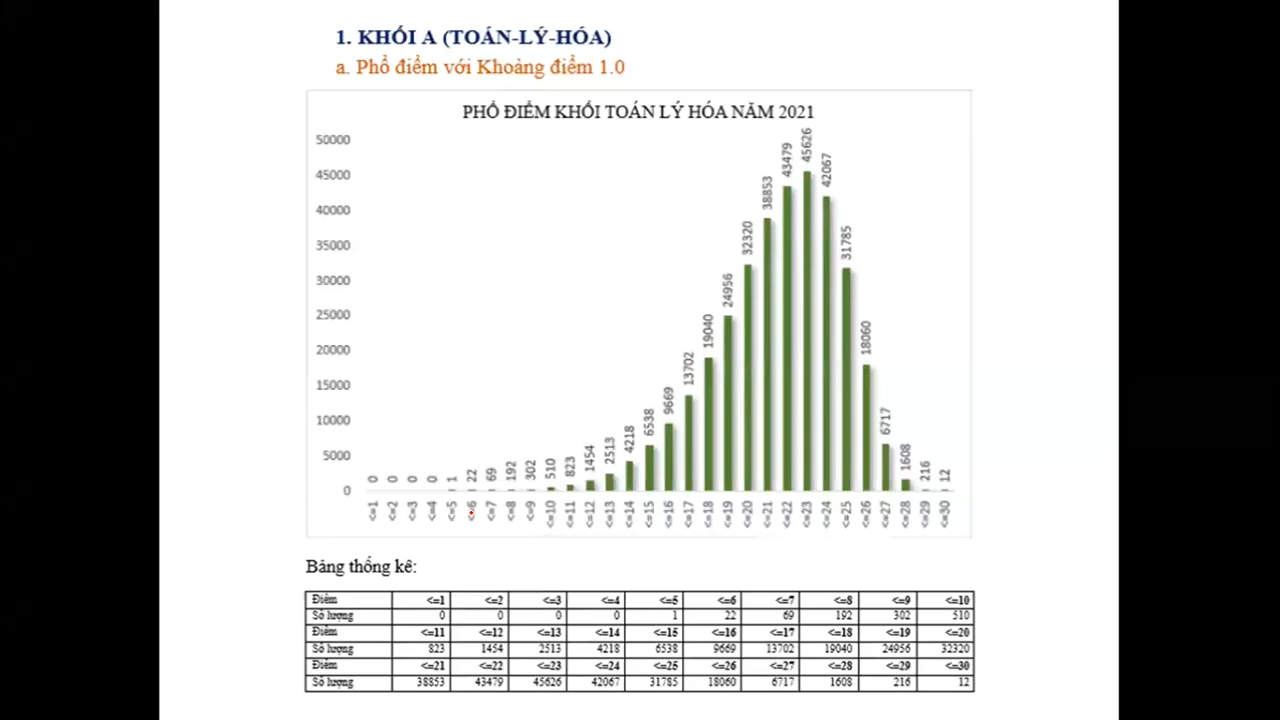 1. KHỐI A (TOÁN-LÝ-HÓA)
a. Phổ điểm với Khoảng điểm 1.0
PHỔ ĐIỂM KHỐI TOÁN LÝ HÓA NĂM 2021
50000
45000
40000
35000
30000
25000
20000
15000
10000
5000
0
0 0 0 0 1 22 69 192 302 510 823 1454 2513 4218 6538 9669 13702 19040 24956 32320 38853 43479 45626 42067 31785 18060 6717 1608 216 12
<=1 <=2 <=3 <=4 <=5 <=6 <=7 <=8 <=9 <=10 <=11 <=12 <=13 <=14 <=15 <=16 <=17 <=18 <=19 <=20 <=21 <=22 <=23 <=24 <=25 <=26 <=27 <=28 <=29 <=30
Bảng thống kê:
Điểm <=1 <=2 <=3 <=4 <=5 <=6 <=7 <=8 <=9 <=10
Số lượng 0 0 0 0 1 22 69 192 302 510
Điểm <=11 <=12 <=13 <=14 <=15 <=16 <=17 <=18 <=19 <=20
Số lượng 823 1454 2513 4218 6538 9669 13702 19040 24956 32320
Điểm <=21 <=22 <=23 <=24 <=25 <=26 <=27 <=28 <=29 <=30
Số lượng 38853 43479 45626 42067 31785 18060 6717 1608 216 12